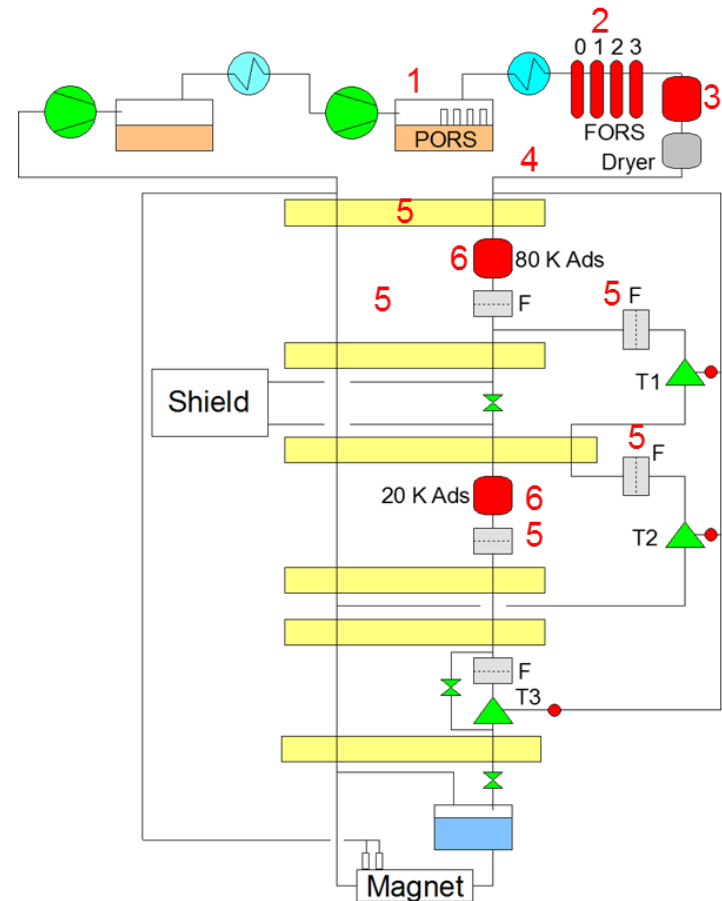 2
1
0 1 2 3
3
PORS
FORS
Dryer
4
5
6
80 K Ads
5
F
5
F
T1
Shield
5
F
20 K Ads
6
5
T2
F
T3
Magnet